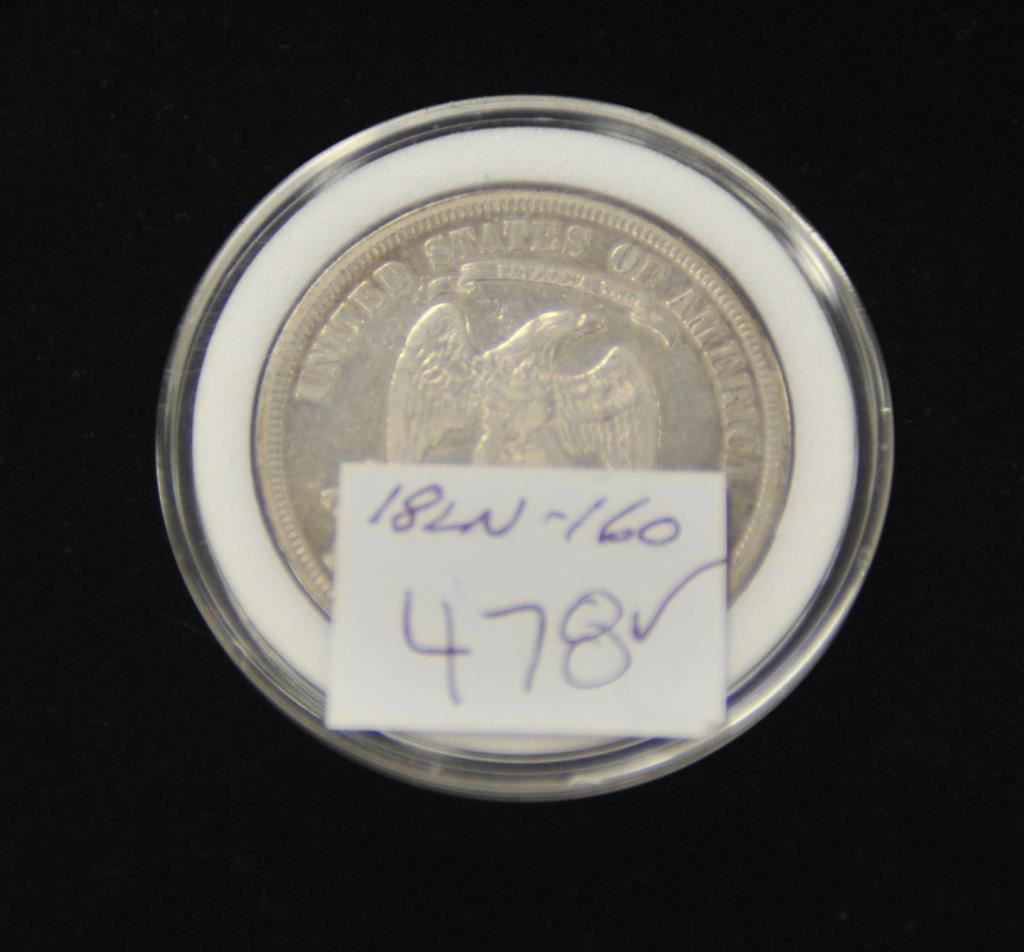 UNITED STATES OF AMERICA
18LN-160
478✓